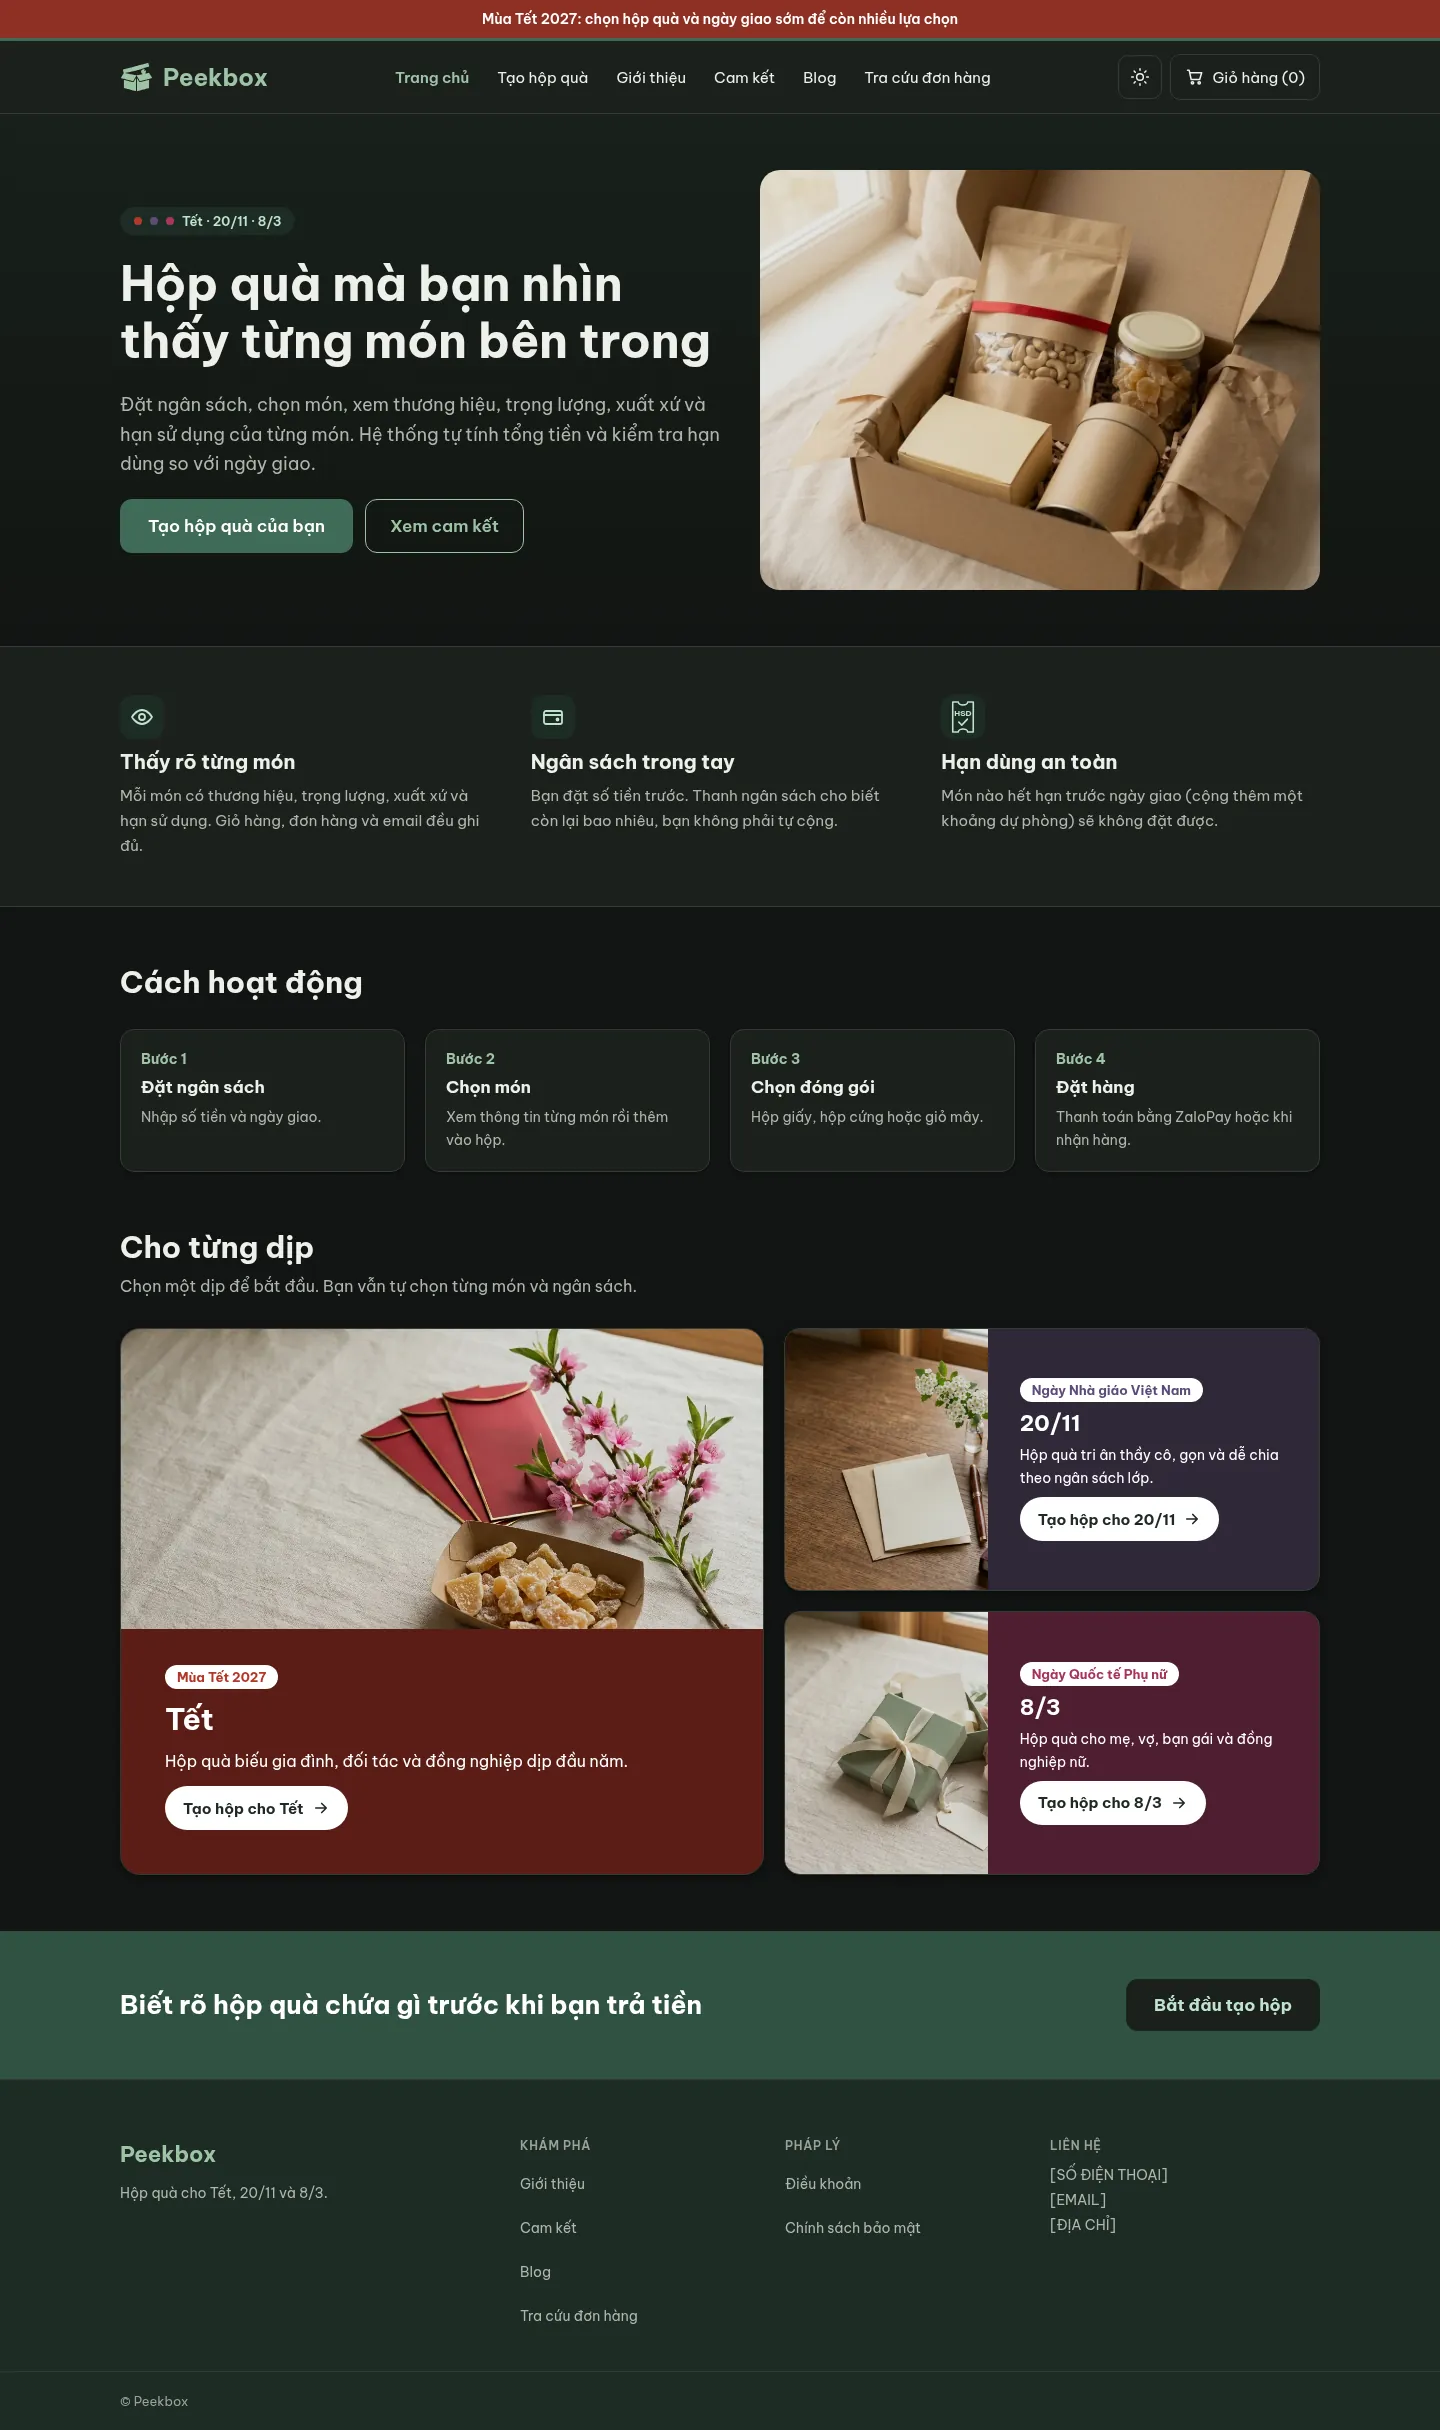 Mùa Tết 2027: chọn hộp quà và ngày giao sớm để còn nhiều lựa chọn
Peekbox
Trang chủ
Tạo hộp quà
Giới thiệu
Cam kết
Blog
Tra cứu đơn hàng
Giỏ hàng (0)
Tết · 20/11 · 8/3
Hộp quà mà bạn nhìn
thấy từng món bên trong
Đặt ngân sách, chọn món, xem thương hiệu, trọng lượng, xuất xứ và
hạn sử dụng của từng món. Hệ thống tự tính tổng tiền và kiểm tra hạn
dùng so với ngày giao.
Tạo hộp quà của bạn
Xem cam kết
Thấy rõ từng món
Mỗi món có thương hiệu, trọng lượng, xuất xứ và
hạn sử dụng. Giỏ hàng, đơn hàng và email đều ghi
đủ.
Ngân sách trong tay
Bạn đặt số tiền trước. Thanh ngân sách cho biết
còn lại bao nhiêu, bạn không phải tự cộng.
HSD
Hạn dùng an toàn
Món nào hết hạn trước ngày giao (cộng thêm một
khoảng dự phòng) sẽ không đặt được.
Cách hoạt động
Bước 1
Đặt ngân sách
Nhập số tiền và ngày giao.
Bước 2
Chọn món
Xem thông tin từng món rồi thêm
vào hộp.
Bước 3
Chọn đóng gói
Hộp giấy, hộp cứng hoặc giỏ mây.
Bước 4
Đặt hàng
Thanh toán bằng ZaloPay hoặc khi
nhận hàng.
Cho từng dịp
Chọn một dịp để bắt đầu. Bạn vẫn tự chọn từng món và ngân sách.
Mùa Tết 2027
Tết
Hộp quà biếu gia đình, đối tác và đồng nghiệp dịp đầu năm.
Tạo hộp cho Tết
Ngày Nhà giáo Việt Nam
20/11
Hộp quà tri ân thầy cô, gọn và dễ chia
theo ngân sách lớp.
Tạo hộp cho 20/11
Ngày Quốc tế Phụ nữ
8/3
Hộp quà cho mẹ, vợ, bạn gái và đồng
nghiệp nữ.
Tạo hộp cho 8/3
Biết rõ hộp quà chứa gì trước khi bạn trả tiền
Bắt đầu tạo hộp
Peekbox
Hộp quà cho Tết, 20/11 và 8/3.
KHÁM PHÁ
Giới thiệu
Cam kết
Blog
Tra cứu đơn hàng
PHÁP LÝ
Điều khoản
Chính sách bảo mật
LIÊN HỆ
[SỐ ĐIỆN THOẠI]
[EMAIL]
[ĐỊA CHỈ]
© Peekbox